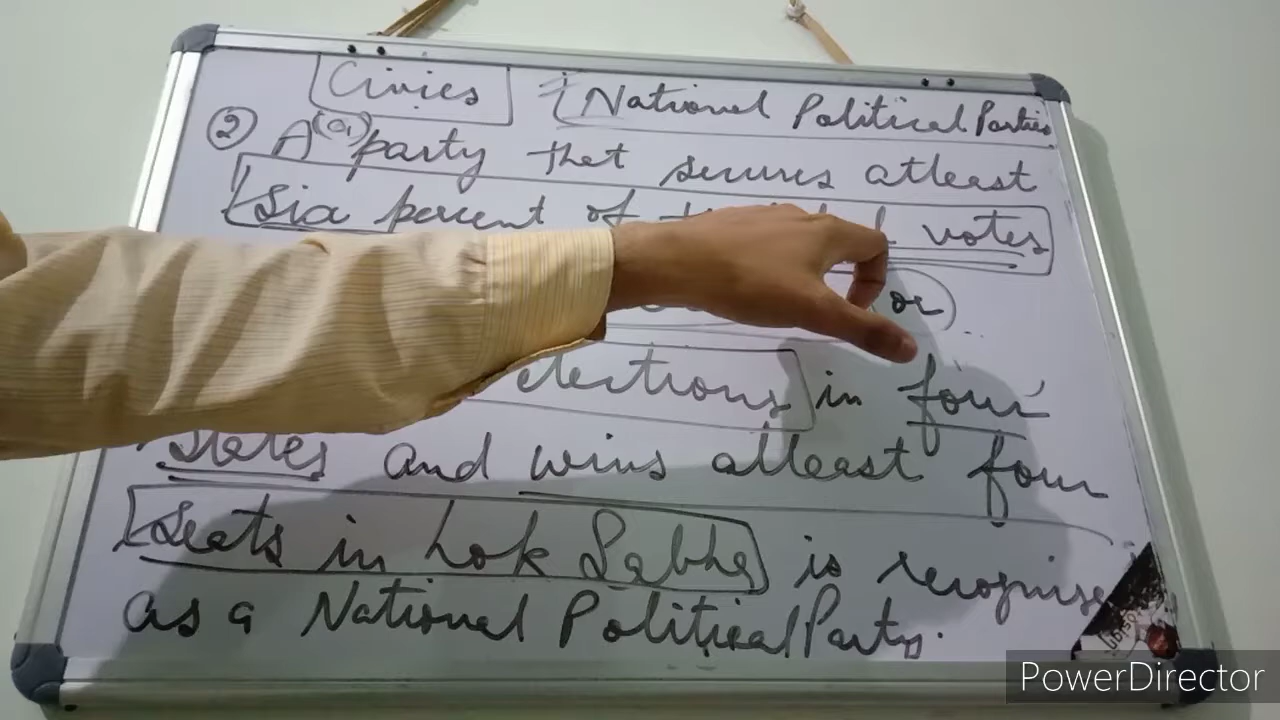 Civics
National Political Parties
② A (a) party that secures atleast
Six percent of votes
or
elections in four
states and wins atleast four
seats in Lok Sabha is recognise
as a National Political Party.
PowerDirector